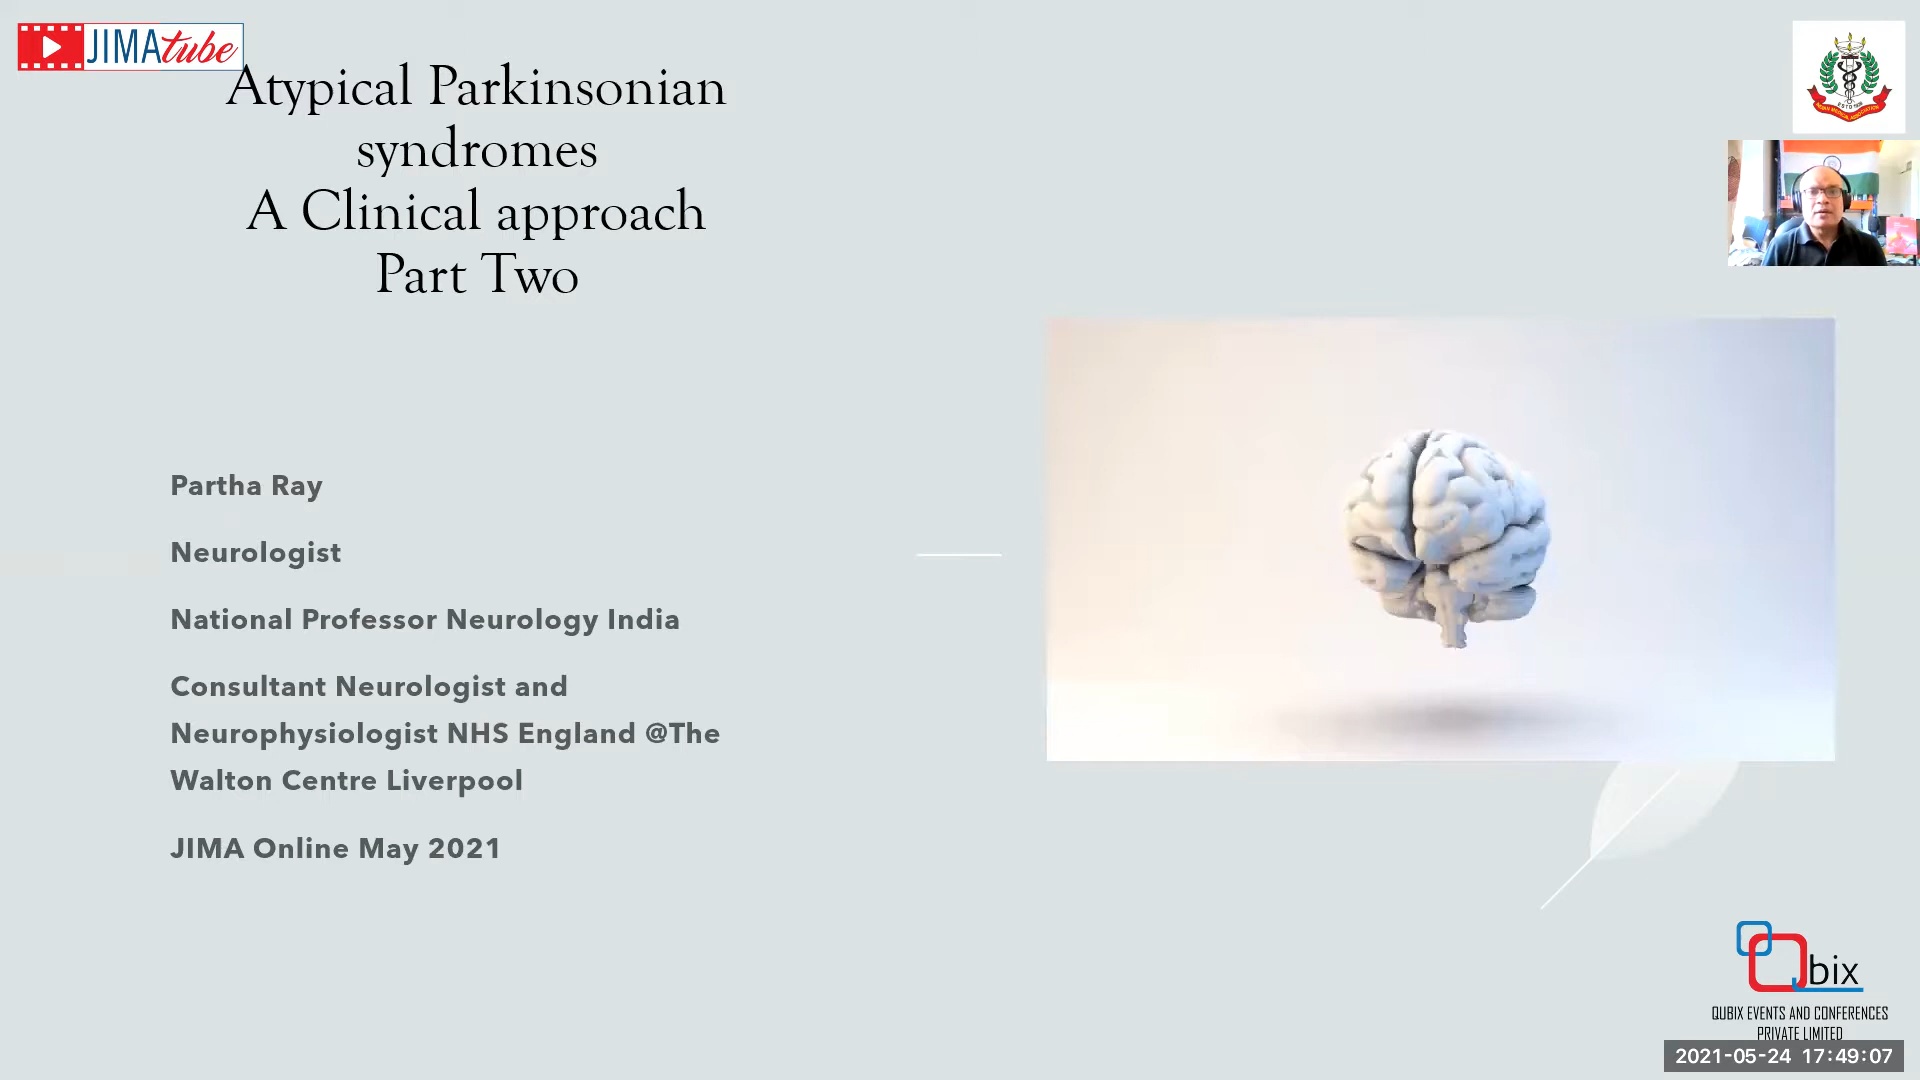 JIMAtube
Atypical Parkinsonian
syndromes
A Clinical approach
Part Two
Partha Ray
Neurologist
National Professor Neurology India
Consultant Neurologist and
Neurophysiologist NHS England @The
Walton Centre Liverpool
JIMA Online May 2021
Qbix
QUBIX EVENTS AND CONFERENCES
PRIVATE LIMITED
2021-05-24 17:49:07